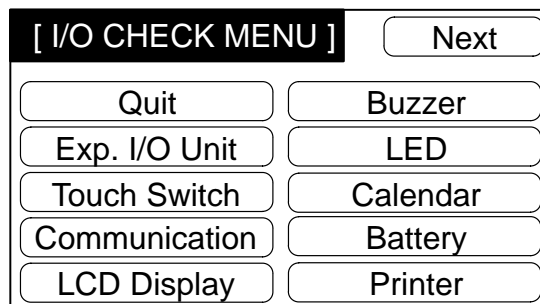 [ I/O CHECK MENU ] Next
Quit Buzzer
Exp. I/O Unit LED
Touch Switch Calendar
Communication Battery
LCD Display Printer